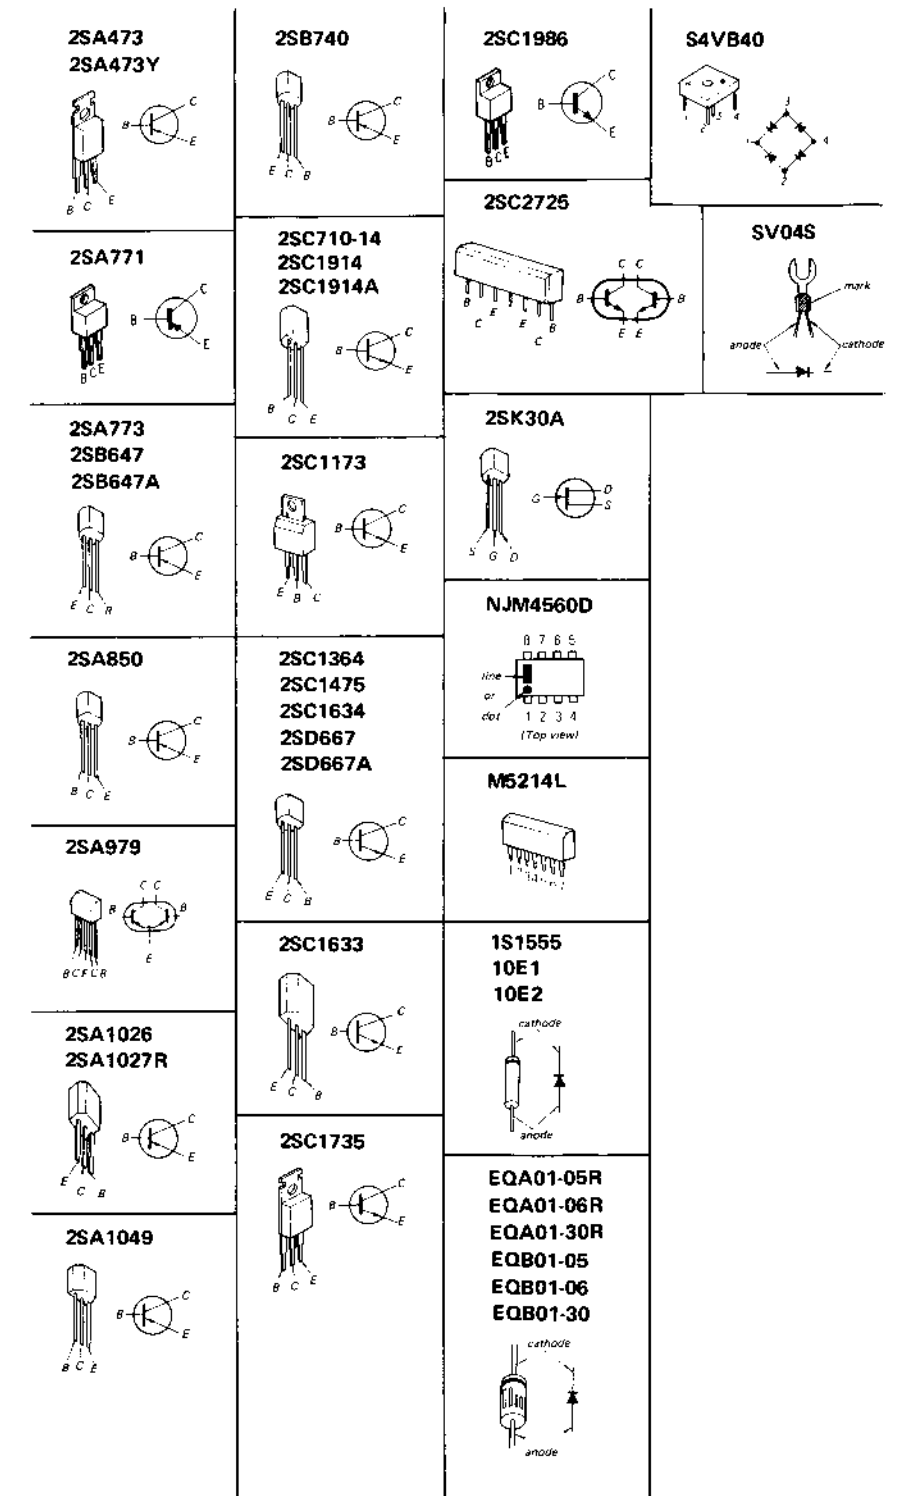 2SA473
2SA473Y
B
C
E
B C E
2SA771
B
C
E
B C E
2SA773
2SB647
2SB647A
B
C
E
E C B
2SA850
B
C
E
B C E
2SA979
C C
B B
E
B C E C B
2SA1026
2SA1027R
B
C
E
E C B
2SA1049
B
C
E
B C E
2SB740
B
C
E
E C B
2SC710-14
2SC1914
2SC1914A
B
C
E
B C E
2SC1173
B
C
E
E B C
2SC1364
2SC1475
2SC1634
2SD667
2SD667A
B
C
E
E C B
2SC1633
B
C
E
E C B
2SC1735
B
C
E
B C E
2SC1986
B
C
E
B C E
2SC2725
C C
B B
E E
B E E B
C C
2SK30A
G
D
S
S G D
NJM4560D
8 7 6 5
line
or
dot
1 2 3 4
(Top view)
M5214L
1S1555
10E1
10E2
cathode
anode
EQA01-05R
EQA01-06R
EQA01-30R
EQB01-05
EQB01-06
EQB01-30
cathode
anode
S4VB40
3
4
2
SV04S
mark
anode
cathode